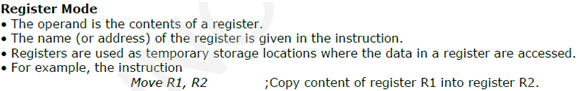 Register Mode
• The operand is the contents of a register.
• The name (or address) of the register is given in the instruction.
• Registers are used as temporary storage locations where the data in a register are accessed.
• For example, the instruction
Move R1, R2 ;Copy content of register R1 into register R2.